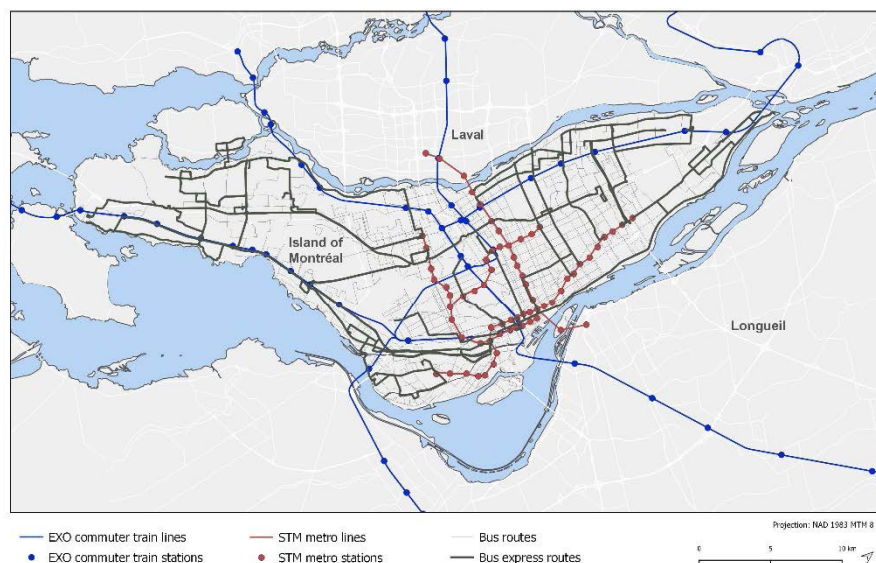 Laval
Island of
Montréal
Longueil
Projection: NAD 1983 MTM 8
EXO commuter train lines
STM metro lines
Bus routes
EXO commuter train stations
STM metro stations
Bus express routes
0 5 10 km